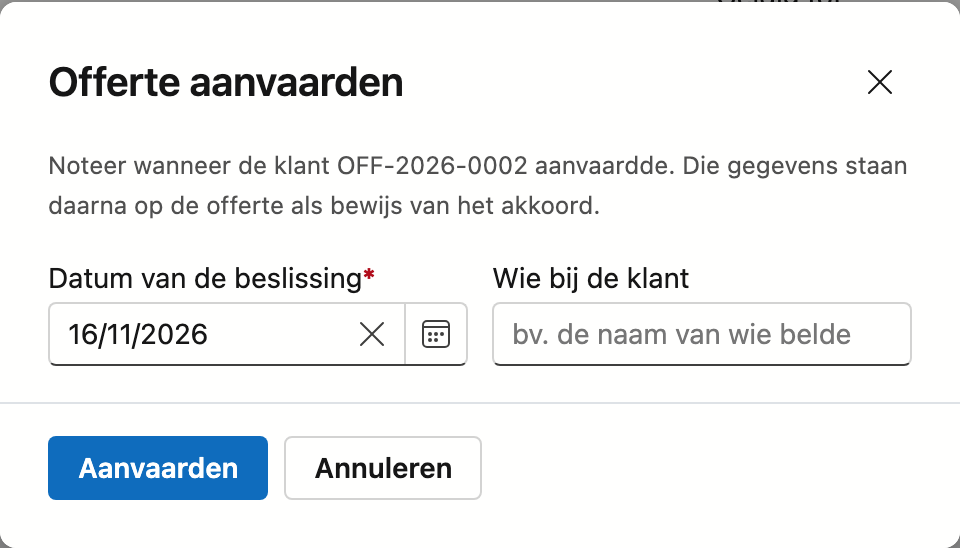 Offerte aanvaarden
Noteer wanneer de klant OFF-2026-0002 aanvaardde. Die gegevens staan
daarna op de offerte als bewijs van het akkoord.
Datum van de beslissing*
16/11/2026
Wie bij de klant
bv. de naam van wie belde
Aanvaarden
Annuleren